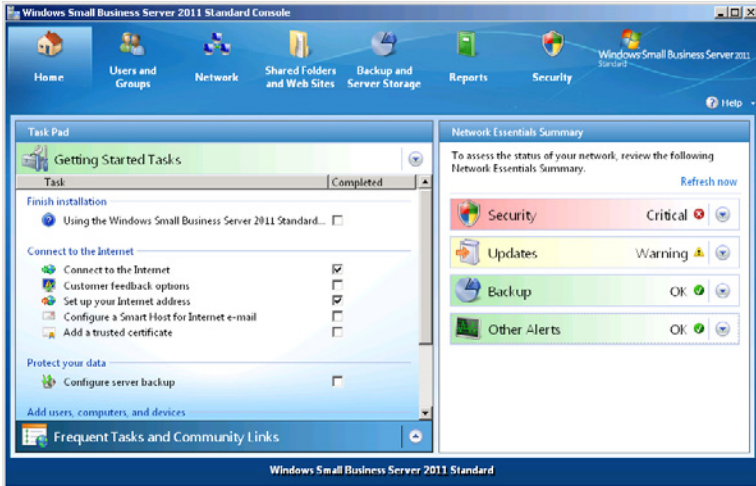 Windows Small Business Server 2011 Standard Console
Home
Users and
Groups
Network
Shared Folders
and Web Sites
Backup and
Server Storage
Reports
Security
Windows Small Business Server 2011
Standard
Help
Task Pad
Getting Started Tasks
Task Completed
Finish installation
Using the Windows Small Business Server 2011 Standard...
Connect to the Internet
Connect to the Internet
Customer feedback options
Set up your Internet address
Configure a Smart Host for Internet e-mail
Add a trusted certificate
Protect your data
Configure server backup
Add users, computers, and devices
Frequent Tasks and Community Links
Network Essentials Summary
To assess the status of your network, review the following
Network Essentials Summary.
Refresh now
Security Critical
Updates Warning
Backup OK
Other Alerts OK
Windows Small Business Server 2011 Standard